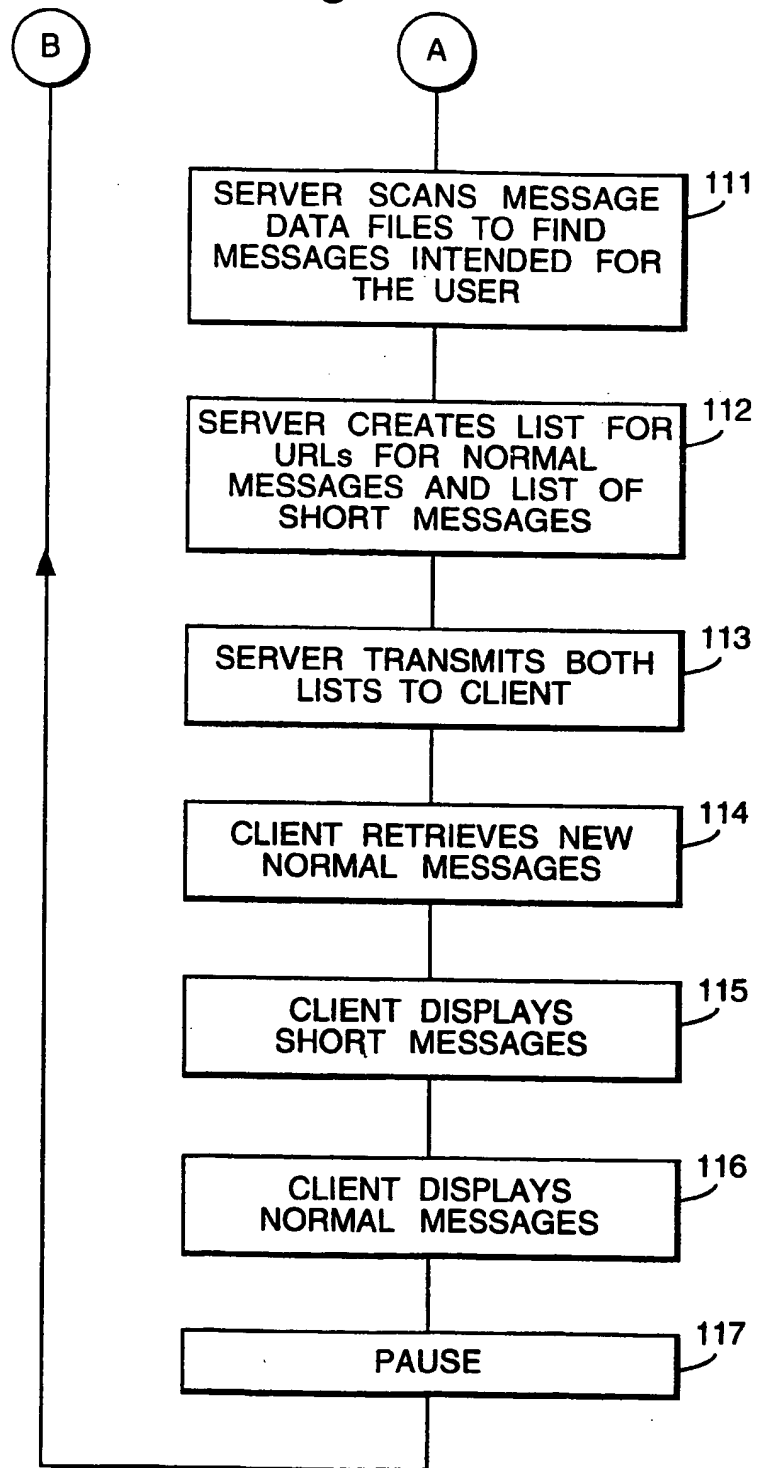 B
A
SERVER SCANS MESSAGE
DATA FILES TO FIND
MESSAGES INTENDED FOR
THE USER
111
SERVER CREATES LIST FOR
URLs FOR NORMAL
MESSAGES AND LIST OF
SHORT MESSAGES
112
SERVER TRANSMITS BOTH
LISTS TO CLIENT
113
CLIENT RETRIEVES NEW
NORMAL MESSAGES
114
CLIENT DISPLAYS
SHORT MESSAGES
115
CLIENT DISPLAYS
NORMAL MESSAGES
116
PAUSE
117